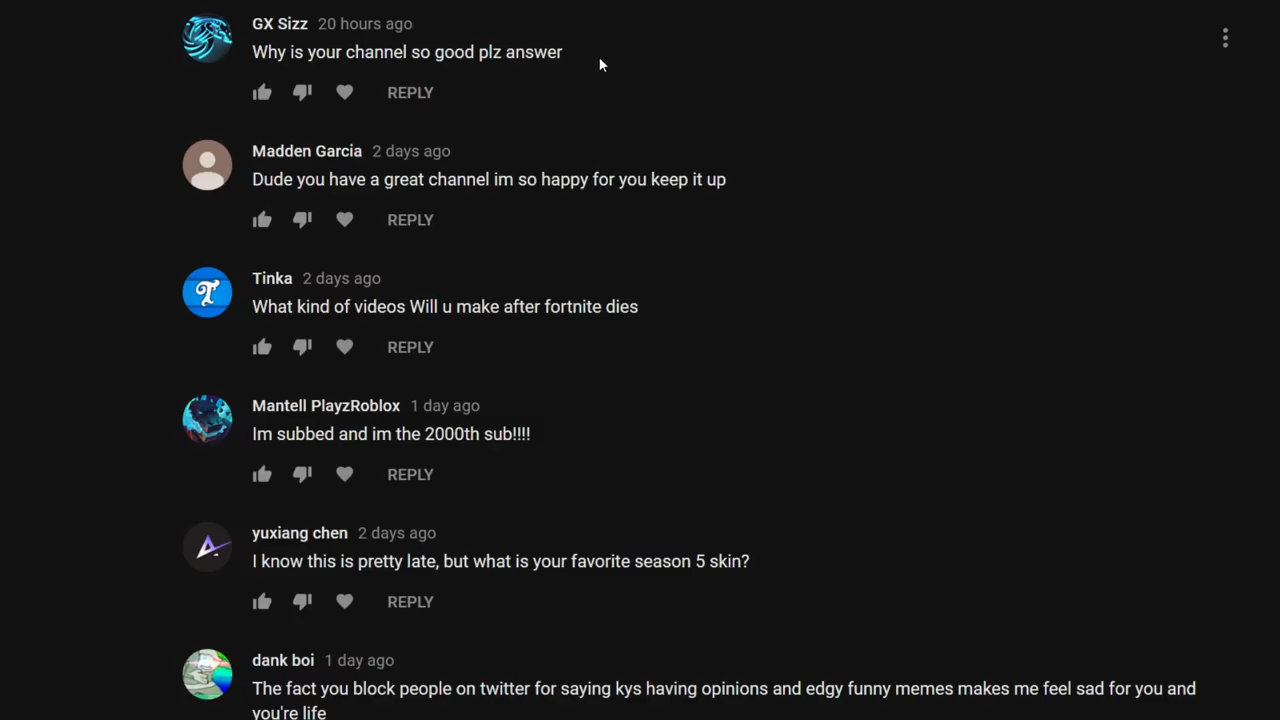 GX Sizz 20 hours ago
Why is your channel so good plz answer
REPLY
Madden Garcia 2 days ago
Dude you have a great channel im so happy for you keep it up
REPLY
T
Tinka 2 days ago
What kind of videos Will u make after fortnite dies
REPLY
Mantell PlayzRoblox 1 day ago
Im subbed and im the 2000th sub!!!!
REPLY
yuxiang chen 2 days ago
I know this is pretty late, but what is your favorite season 5 skin?
REPLY
dank boi 1 day ago
The fact you block people on twitter for saying kys having opinions and edgy funny memes makes me feel sad for you and
you're life